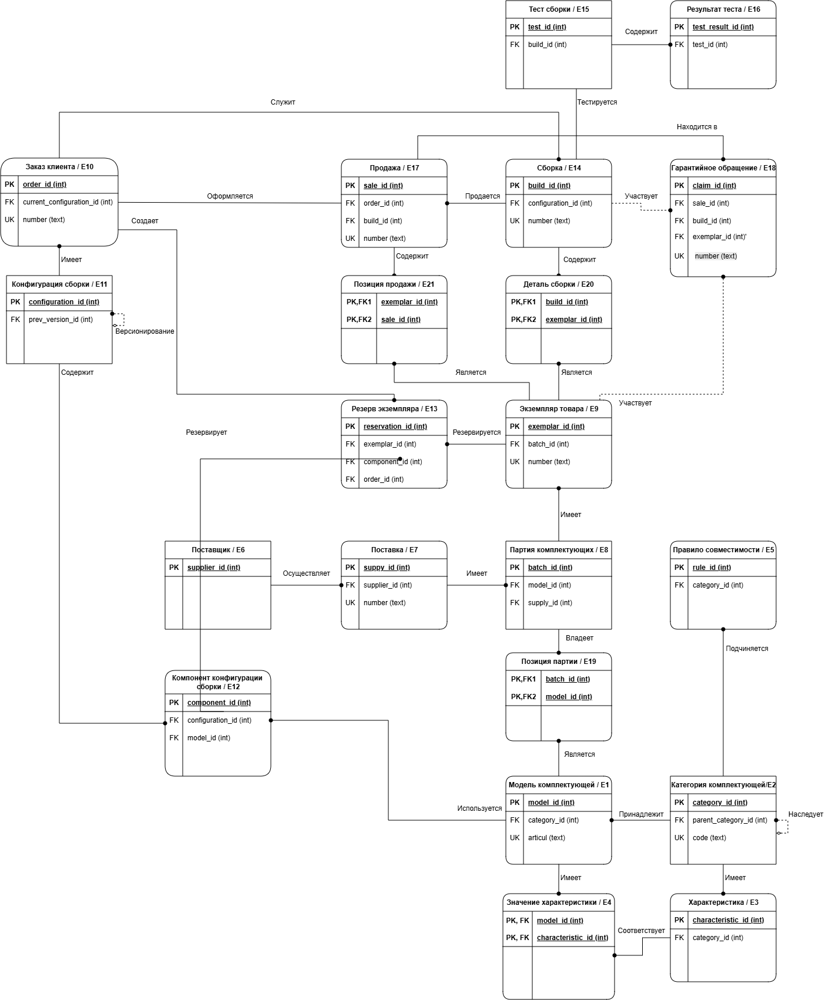 Тест сборки / E15
PK test_id (int)
FK build_id (int)
Содержит
Результат теста / E16
PK test_result_id (int)
FK test_id (int)
Служит
Тестируется
Находится в
Заказ клиента / E10
PK order_id (int)
FK current_configuration_id (int)
UK number (text)
Оформляется
Создает
Продажа / E17
PK sale_id (int)
FK order_id (int)
FK build_id (int)
UK number (text)
Продается
Сборка / E14
PK build_id (int)
FK configuration_id (int)
UK number (text)
Участвует
Гарантийное обращение / E18
PK claim_id (int)
FK sale_id (int)
FK build_id (int)
FK exemplar_id (int)'
UK number (text)
Имеет
Содержит
Содержит
Конфигурация сборки / E11
PK configuration_id (int)
FK prev_version_id (int)
Версионирование
Позиция продажи / E21
PK,FK1 exemplar_id (int)
PK,FK2 sale_id (int)
Деталь сборки / E20
PK,FK1 build_id (int)
PK,FK2 exemplar_id (int)
Содержит
Является
Является
Участвует
Резерв экземпляра / E13
PK reservation_id (int)
FK exemplar_id (int)
FK component_id (int)
FK order_id (int)
Резервирует
Резервируется
Экземпляр товара / E9
PK exemplar_id (int)
FK batch_id (int)
UK number (text)
Имеет
Поставщик / E6
PK supplier_id (int)
Осуществляет
Поставка / E7
PK suppy_id (int)
FK supplier_id (int)
UK number (text)
Имеет
Партия комплектующих / E8
PK batch_id (int)
FK model_id (int)
FK supply_id (int)
Правило совместимости / E5
PK rule_id (int)
FK category_id (int)
Владеет
Подчиняется
Позиция партии / E19
PK,FK1 batch_id (int)
PK,FK2 model_id (int)
Компонент конфигурации
сборки / E12
PK component_id (int)
FK configuration_id (int)
FK model_id (int)
Является
Используется
Модель комплектующей / E1
PK model_id (int)
FK category_id (int)
UK articul (text)
Принадлежит
Категория комплектующей/E2
PK category_id (int)
FK parent_category_id (int)
UK code (text)
Наследует
Имеет
Имеет
Значение характеристики / E4
PK, FK model_id (int)
PK, FK characteristic_id (int)
Соответствует
Характеристика / E3
PK characteristic_id (int)
FK category_id (int)